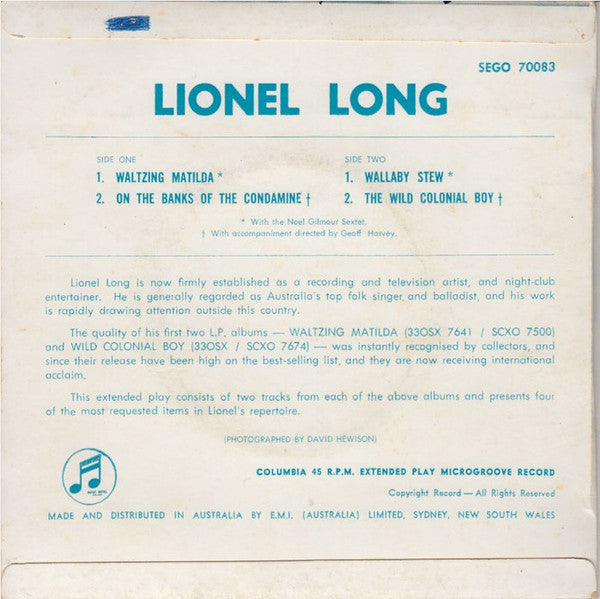 SEGO 70083
LIONEL LONG
SIDE ONE
1. WALTZING MATILDA *
2. ON THE BANKS OF THE CONDAMINE †
SIDE TWO
1. WALLABY STEW *
2. THE WILD COLONIAL BOY †
* With the Noel Gilmour Sextet.
† With accompaniment directed by Geoff Harvey.
Lionel Long is now firmly established as a recording and television artist, and night-club
entertainer. He is generally regarded as Australia's top folk singer and balladist, and his work
is rapidly drawing attention outside this country.
The quality of his first two L.P. albums — WALTZING MATILDA (33OSX 7641 / SCXO 7500)
and WILD COLONIAL BOY (33OSX / SCXO 7674) — was instantly recognised by collectors, and
since their release have been high on the best-selling list, and they are now receiving international
acclaim.
This extended play consists of two tracks from each of the above albums and presents four
of the most requested items in Lionel's repertoire.
(PHOTOGRAPHED BY DAVID HEWISON)
COLUMBIA 45 R.P.M. EXTENDED PLAY MICROGROOVE RECORD
Copyright Record — All Rights Reserved
MADE AND DISTRIBUTED IN AUSTRALIA BY E.M.I. (AUSTRALIA) LIMITED, SYDNEY, NEW SOUTH WALES